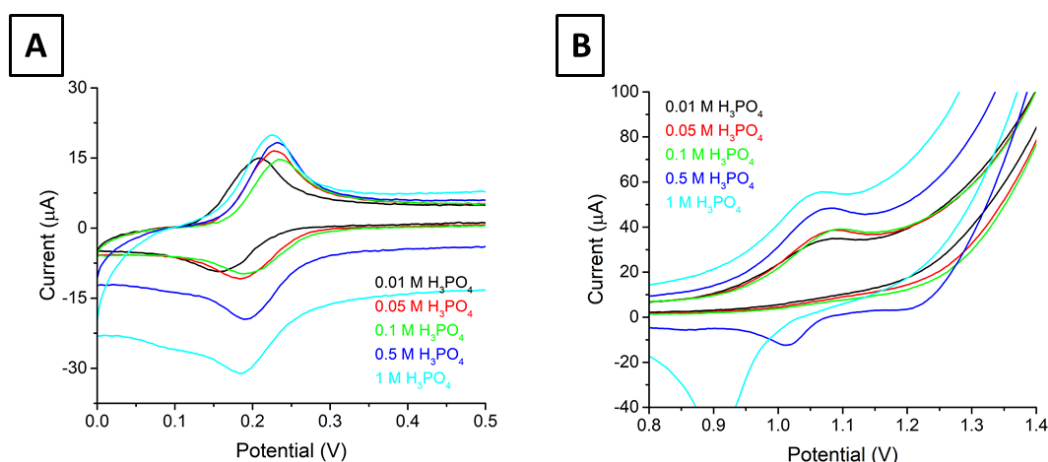 A
30
15
0
-15
-30
Current (μA)
0.01 M H₃PO₄
0.05 M H₃PO₄
0.1 M H₃PO₄
0.5 M H₃PO₄
1 M H₃PO₄
0.0 0.1 0.2 0.3 0.4 0.5
Potential (V)
B
100
80
60
40
20
0
-20
-40
Current (μA)
0.01 M H₃PO₄
0.05 M H₃PO₄
0.1 M H₃PO₄
0.5 M H₃PO₄
1 M H₃PO₄
0.8 0.9 1.0 1.1 1.2 1.3 1.4
Potential (V)